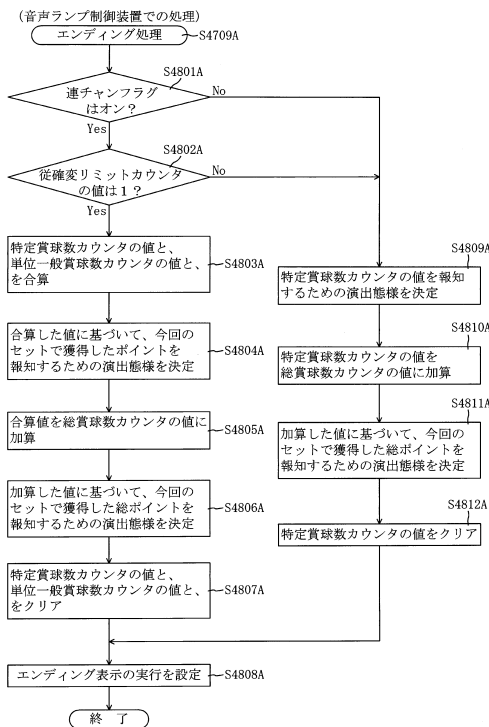 （音声ランプ制御装置での処理）
エンディング処理
S4709A
S4801A
連チャンフラグ
はオン？
No
Yes
S4802A
従確変リミットカウンタ
の値は１？
No
Yes
特定賞球数カウンタの値と、
単位一般賞球数カウンタの値と、
を合算
S4803A
合算した値に基づいて、今回の
セットで獲得したポイントを
報知するための演出態様を決定
S4804A
合算値を総賞球数カウンタの値に
加算
S4805A
加算した値に基づいて、今回の
セットで獲得した総ポイントを
報知するための演出態様を決定
S4806A
特定賞球数カウンタの値と、
単位一般賞球数カウンタの値と、
をクリア
S4807A
S4809A
特定賞球数カウンタの値を報知
するための演出態様を決定
S4810A
特定賞球数カウンタの値を
総賞球数カウンタの値に加算
S4811A
加算した値に基づいて、今回の
セットで獲得した総ポイントを
報知するための演出態様を決定
S4812A
特定賞球数カウンタの値をクリア
エンディング表示の実行を設定
S4808A
終 了